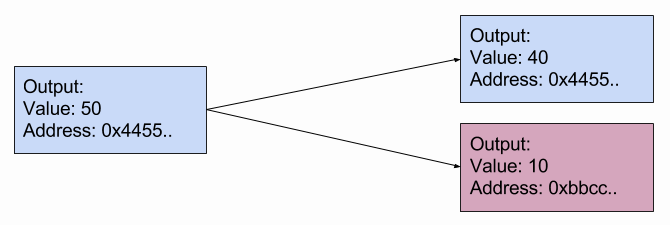 Output:
Value: 50
Address: 0x4455..
Output:
Value: 40
Address: 0x4455..
Output:
Value: 10
Address: 0xbbcc..